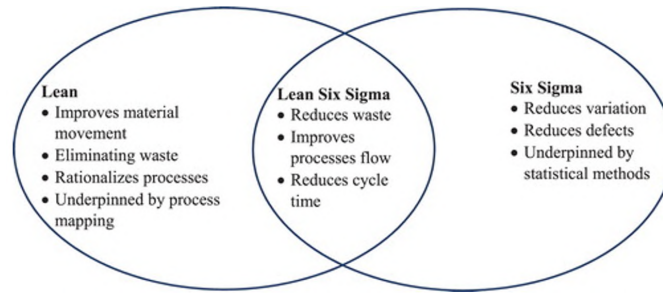 Lean
• Improves material
movement
• Eliminating waste
• Rationalizes processes
• Underpinned by process
mapping
Lean Six Sigma
• Reduces waste
• Improves
processes flow
• Reduces cycle
time
Six Sigma
• Reduces variation
• Reduces defects
• Underpinned by
statistical methods